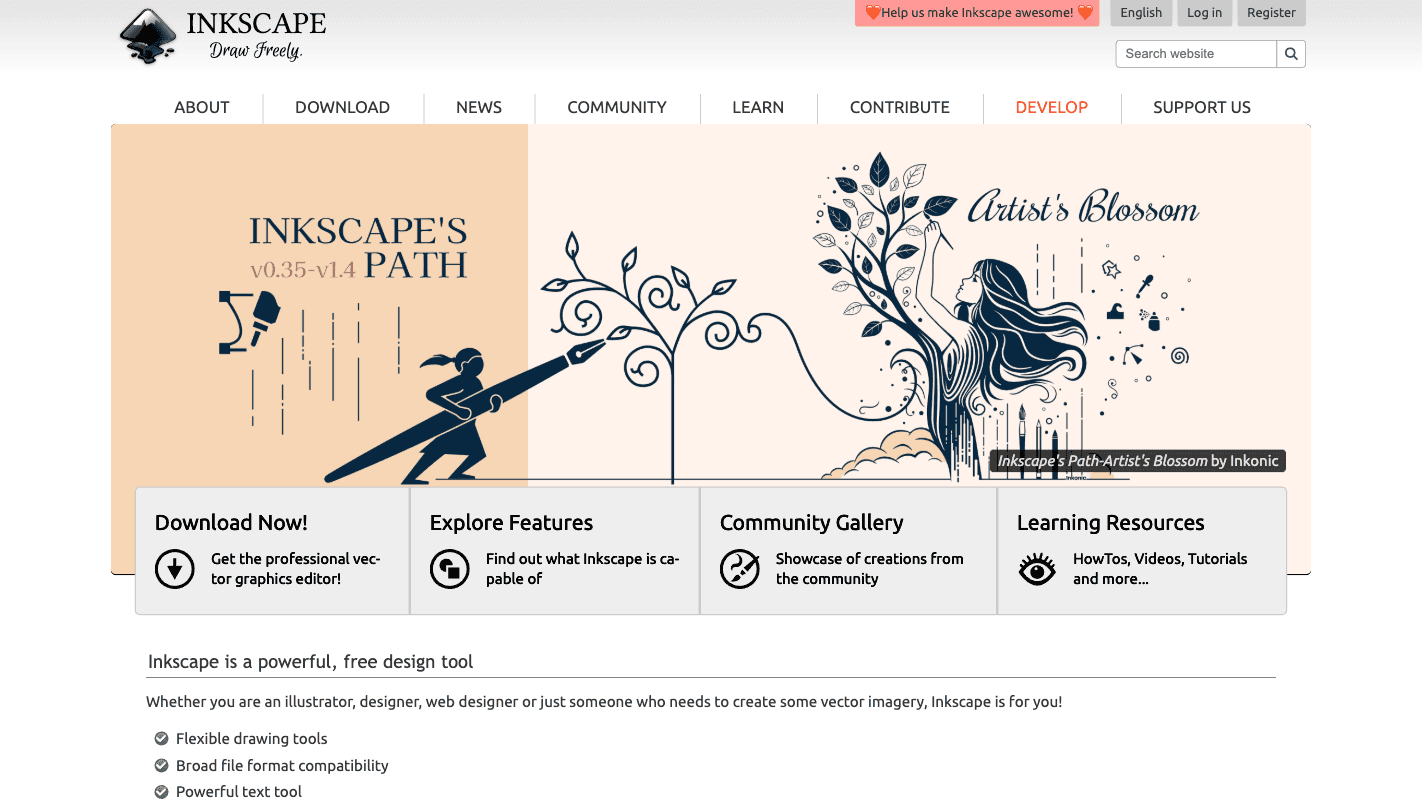 INKSCAPE
Draw Freely.
🧡Help us make Inkscape awesome! 🧡
English
Log in
Register
Search website
ABOUT
DOWNLOAD
NEWS
COMMUNITY
LEARN
CONTRIBUTE
DEVELOP
SUPPORT US
INKSCAPE'S
v0.35-v1.4 PATH
Artist's Blossom
Inkonic
Inkscape's Path-Artist's Blossom by Inkonic
Download Now!
Get the professional vec-
tor graphics editor!
Explore Features
Find out what Inkscape is ca-
pable of
Community Gallery
Showcase of creations from
the community
Learning Resources
HowTos, Videos, Tutorials
and more...
Inkscape is a powerful, free design tool
Whether you are an illustrator, designer, web designer or just someone who needs to create some vector imagery, Inkscape is for you!
Flexible drawing tools
Broad file format compatibility
Powerful text tool